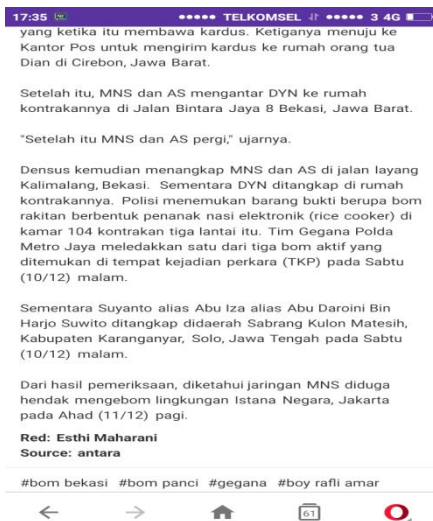 17:35 TELKOMSEL 3 4G
yang ketika itu membawa kardus. Ketiganya menuju ke
Kantor Pos untuk mengirim kardus ke rumah orang tua
Dian di Cirebon, Jawa Barat.
Setelah itu, MNS dan AS mengantar DYN ke rumah
kontrakannya di Jalan Bintara Jaya 8 Bekasi, Jawa Barat.
"Setelah itu MNS dan AS pergi," ujarnya.
Densus kemudian menangkap MNS dan AS di jalan layang
Kalimalang, Bekasi. Sementara DYN ditangkap di rumah
kontrakannya. Polisi menemukan barang bukti berupa bom
rakitan berbentuk penanak nasi elektronik (rice cooker) di
kamar 104 kontrakan tiga lantai itu. Tim Gegana Polda
Metro Jaya meledakkan satu dari tiga bom aktif yang
ditemukan di tempat kejadian perkara (TKP) pada Sabtu
(10/12) malam.
Sementara Suyanto alias Abu Iza alias Abu Daroini Bin
Harjo Suwito ditangkap didaerah Sabrang Kulon Matesih,
Kabupaten Karanganyar, Solo, Jawa Tengah pada Sabtu
(10/12) malam.
Dari hasil pemeriksaan, diketahui jaringan MNS diduga
hendak mengebom lingkungan Istana Negara, Jakarta
pada Ahad (11/12) pagi.
Red: Esthi Maharani
Source: antara
#bom bekasi #bom panci #gegana #boy rafli amar
61